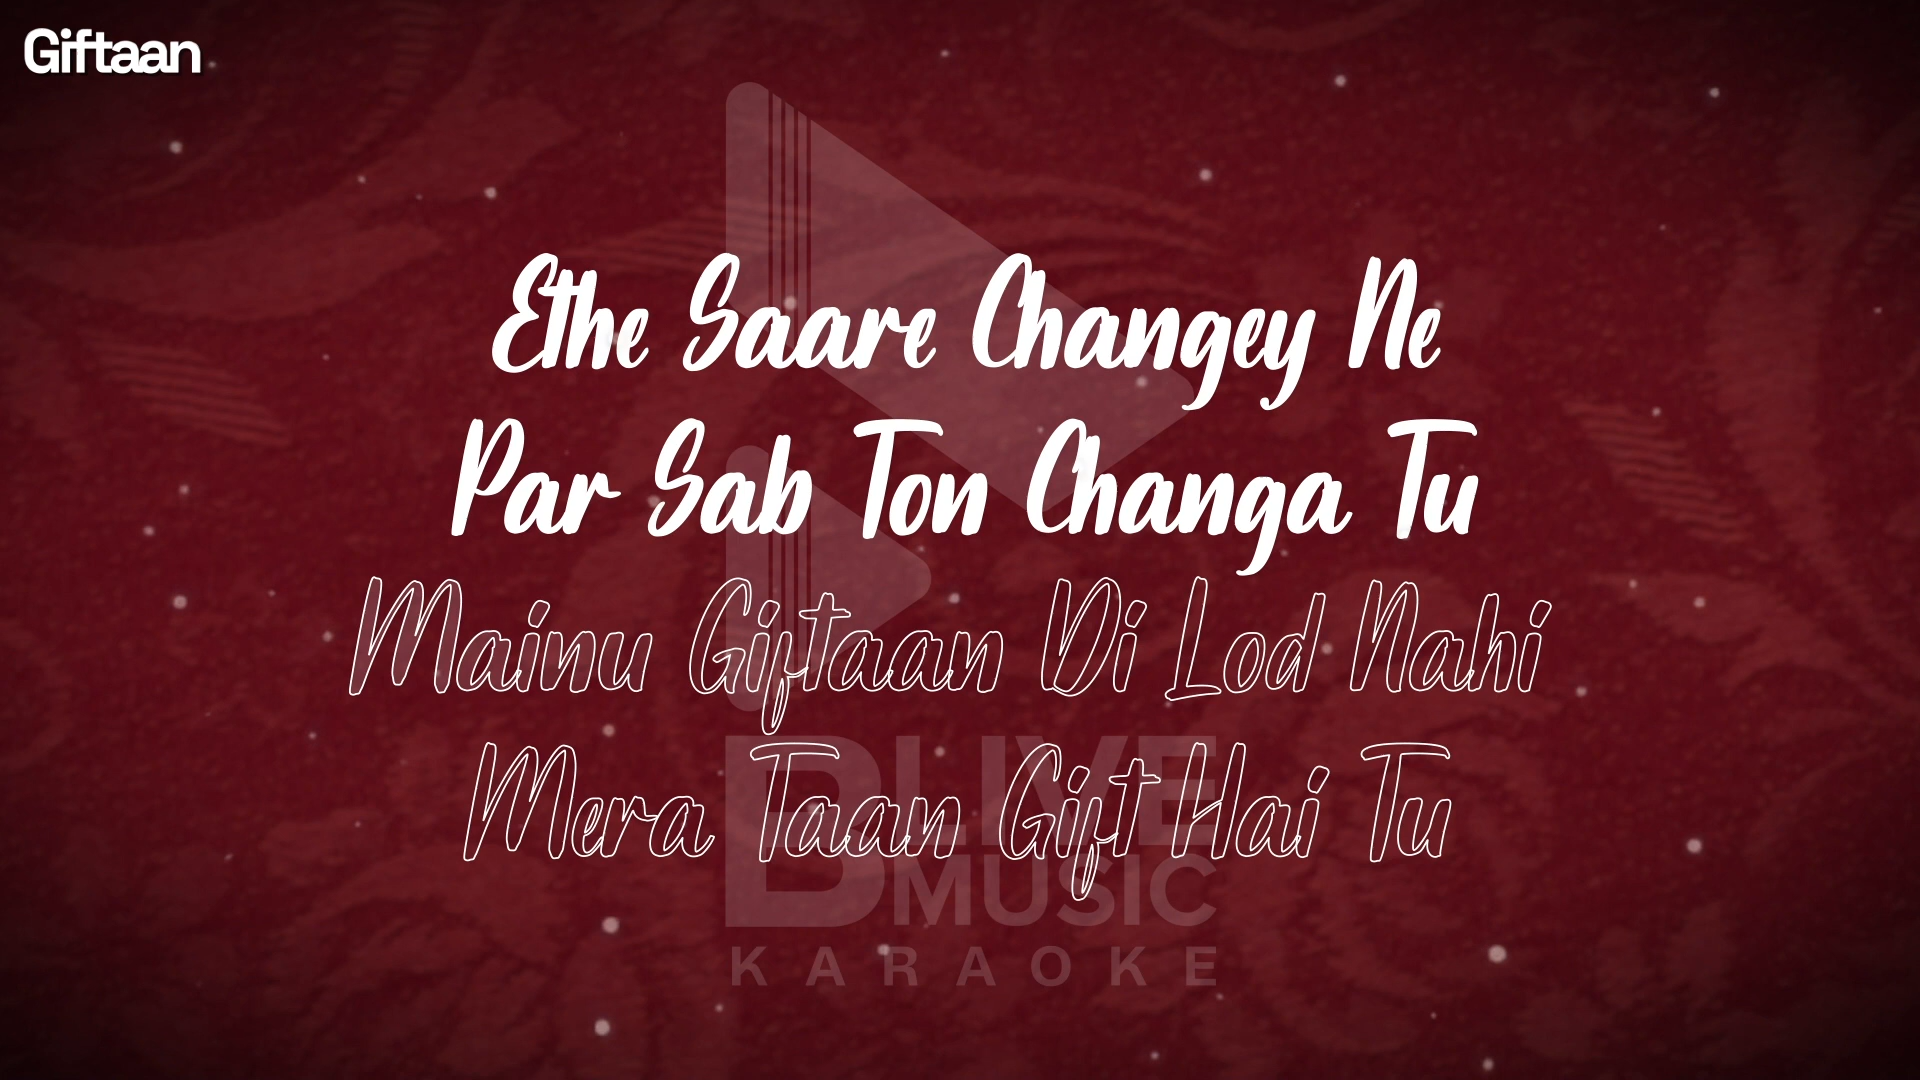 Giftaan
Ethe Saare Changey Ne
Par Sab Ton Changa Tu
Mainu Giftaan Di Lod Nahi
Mera Taan Gift Hai Tu
B LIVE
MUSIC
KARAOKE